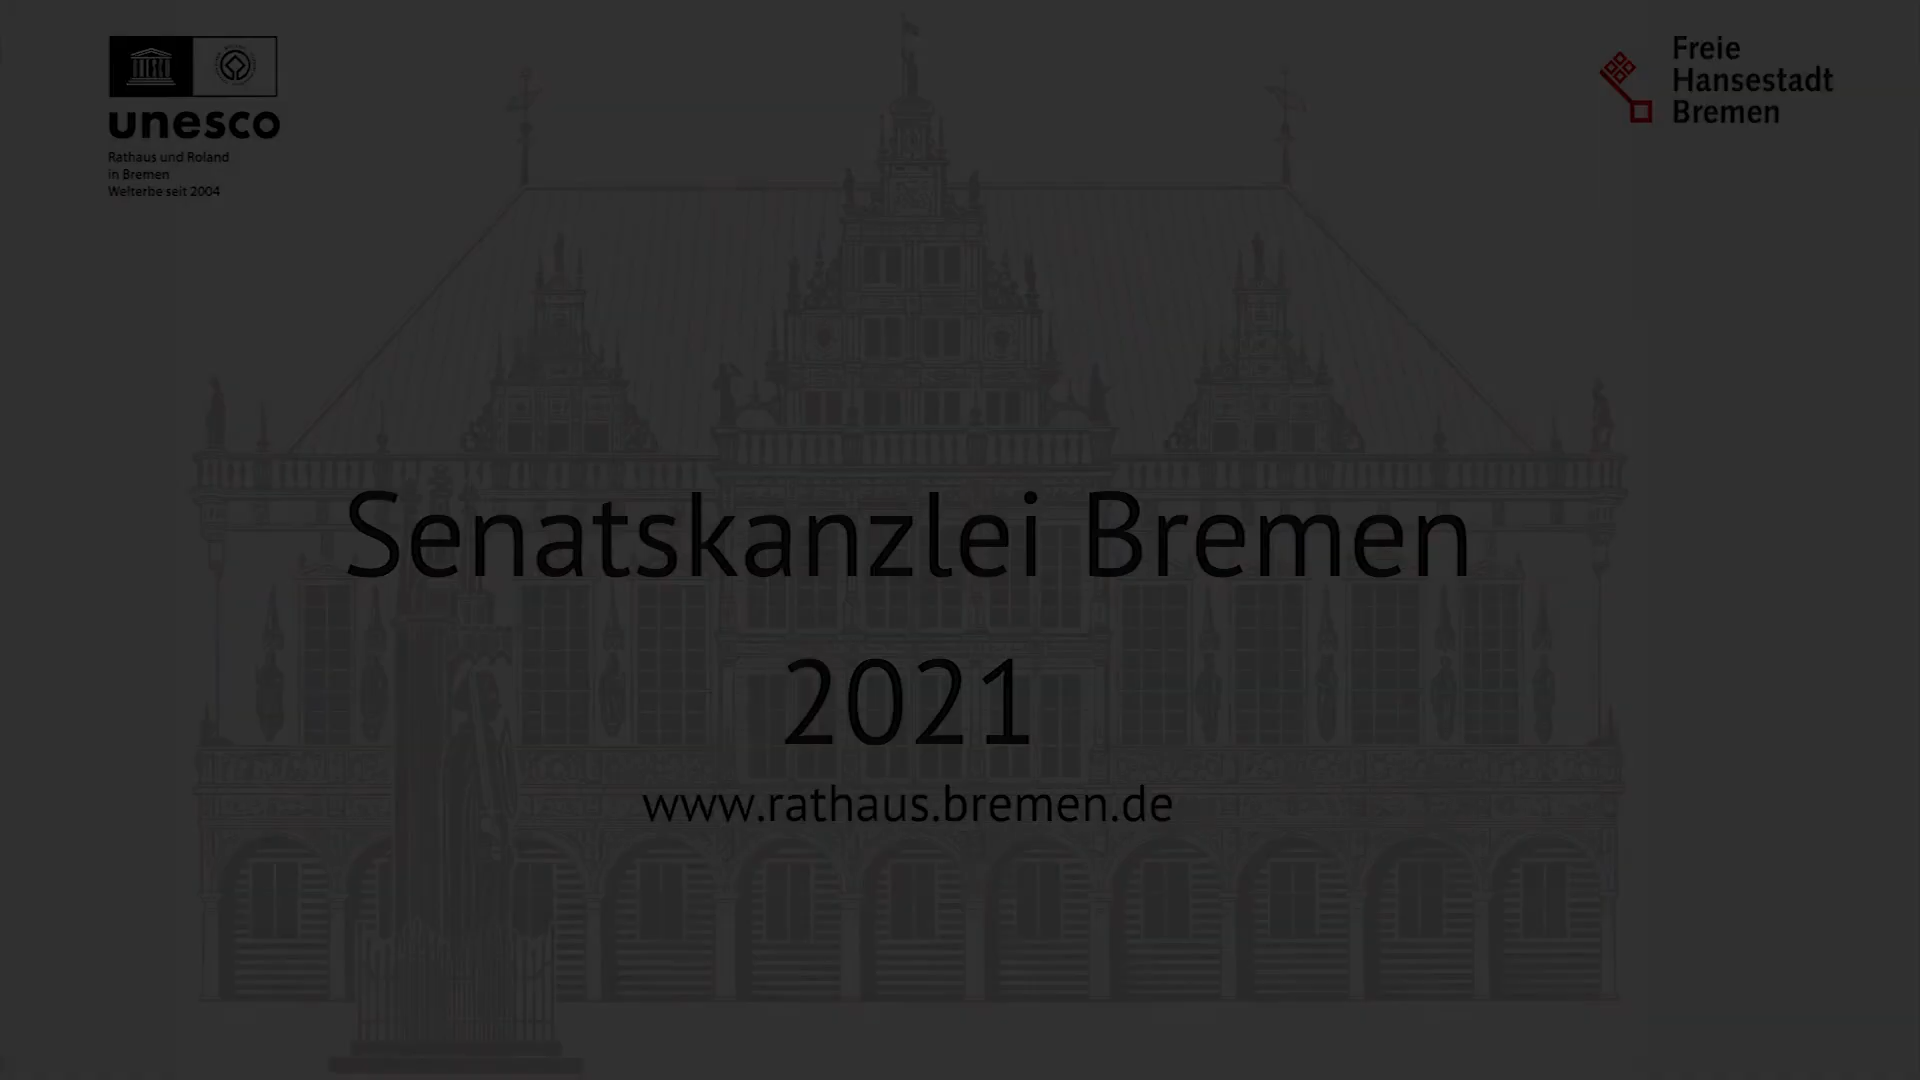 unesco
Rathaus und Roland
in Bremen
Welterbe seit 2004
Freie
Hansestadt
Bremen
Senatskanzlei Bremen
2021
www.rathaus.bremen.de